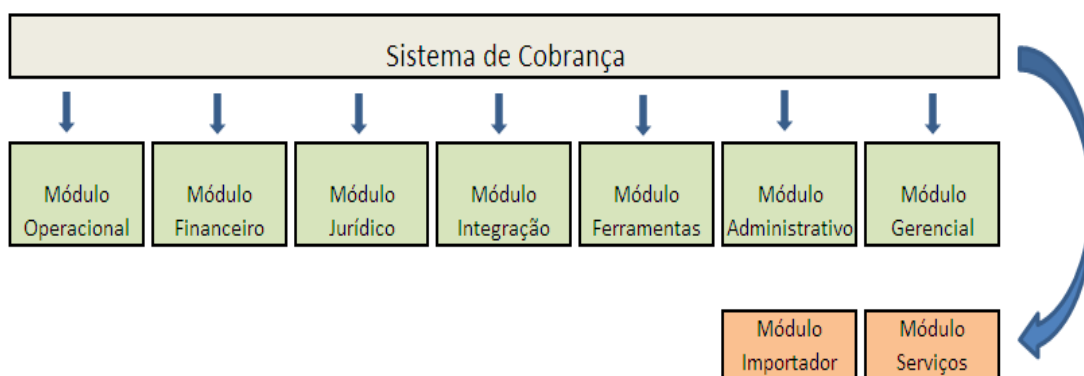 Sistema de Cobrança
Módulo
Operacional
Módulo
Financeiro
Módulo
Jurídico
Módulo
Integração
Módulo
Ferramentas
Módulo
Administrativo
Módulo
Gerencial
Módulo
Importador
Módulo
Serviços